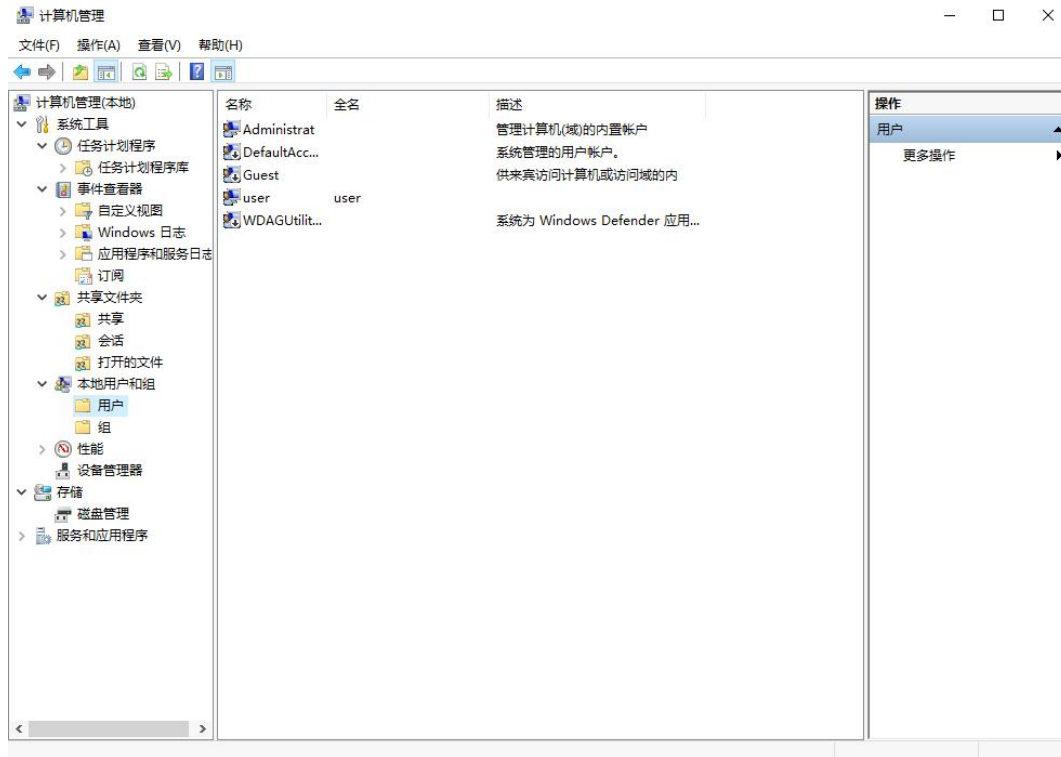 计算机管理
文件(F) 操作(A) 查看(V) 帮助(H)
计算机管理(本地)
系统工具
任务计划程序
任务计划程序库
事件查看器
自定义视图
Windows 日志
应用程序和服务日志
订阅
共享文件夹
共享
会话
打开的文件
本地用户和组
用户
组
性能
设备管理器
存储
磁盘管理
服务和应用程序
名称 全名 描述
Administrat 管理计算机(域)的内置帐户
DefaultAcc... 系统管理的用户帐户。
Guest 供来宾访问计算机或访问域的内
user user
WDAGUtilit... 系统为 Windows Defender 应用...
操作
用户
更多操作